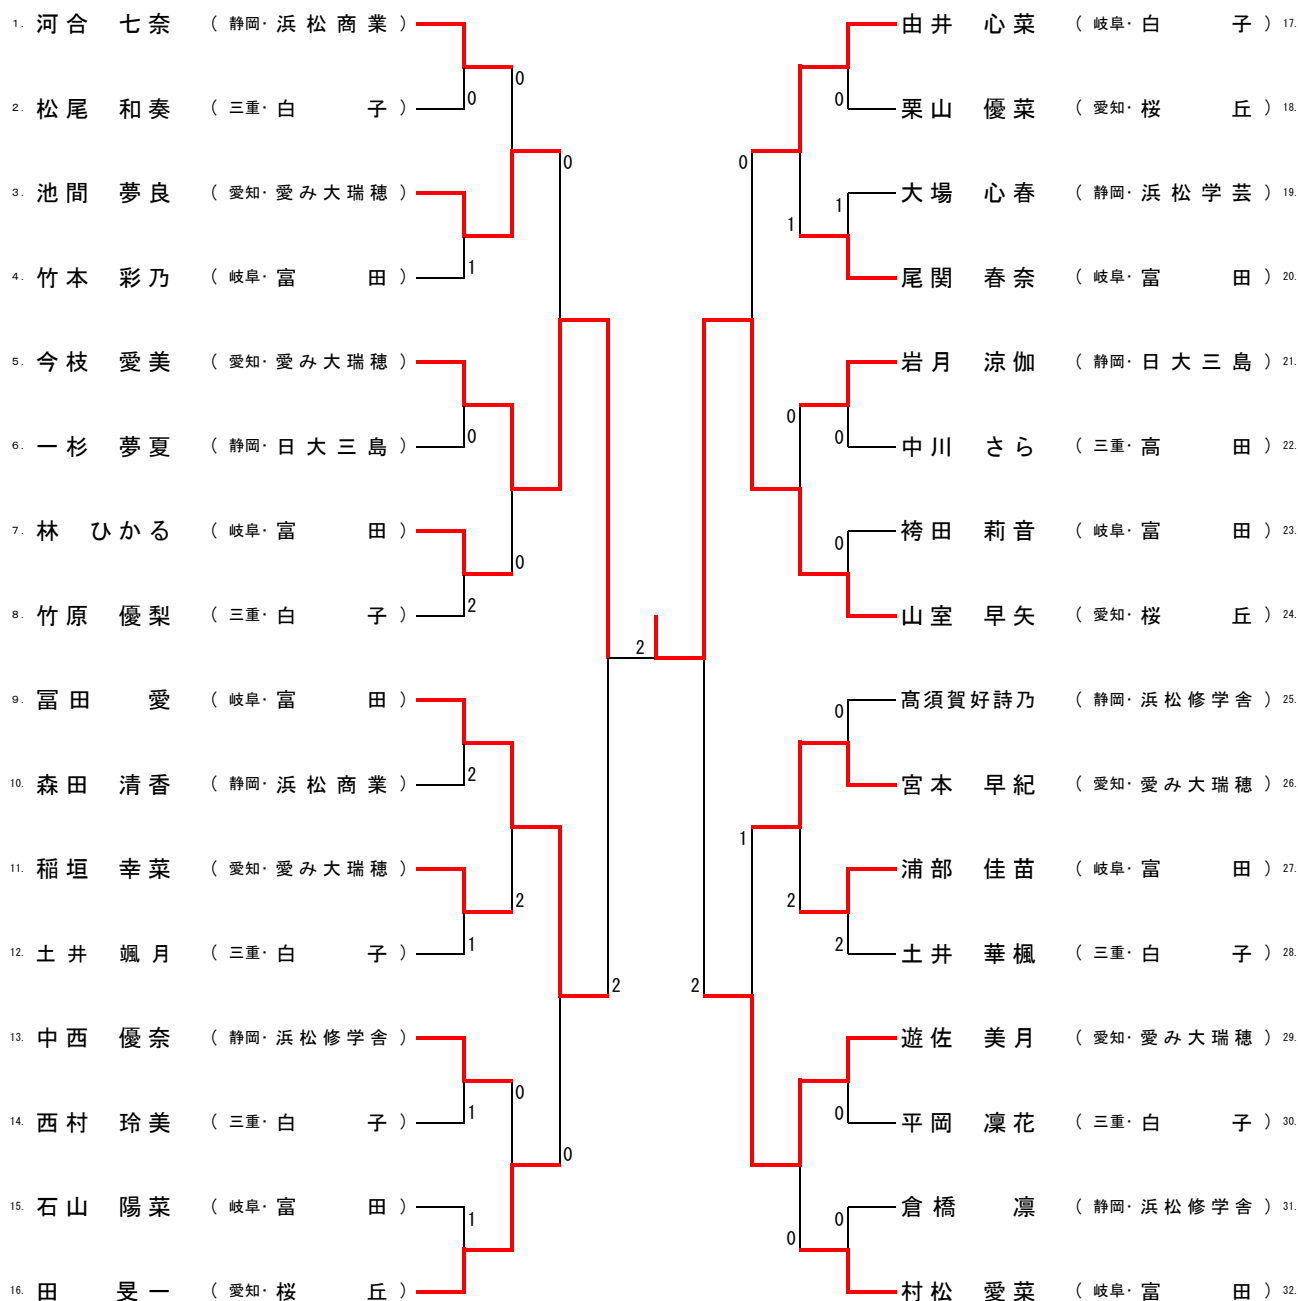 1. 河合 七奈 （ 静岡・ 浜松商業 ）
0
0
2. 松尾 和奏 （ 三重・ 白子 ）
0
3. 池間 夢良 （ 愛知・ 愛み大瑞穂 ）
1
4. 竹本 彩乃 （ 岐阜・ 富田 ）
5. 今枝 愛美 （ 愛知・ 愛み大瑞穂 ）
0
6. 一杉 夢夏 （ 静岡・ 日大三島 ）
7. 林 ひかる （ 岐阜・ 富田 ）
0
2
8. 竹原 優梨 （ 三重・ 白子 ）
2
9. 冨田 愛 （ 岐阜・ 富田 ）
2
10. 森田 清香 （ 静岡・ 浜松商業 ）
11. 稲垣 幸菜 （ 愛知・ 愛み大瑞穂 ）
2
1
12. 土井 颯月 （ 三重・ 白子 ）
2
13. 中西 優奈 （ 静岡・ 浜松修学舎 ）
0
1
14. 西村 玲美 （ 三重・ 白子 ）
0
15. 石山 陽菜 （ 岐阜・ 富田 ）
1
16. 田 旻一 （ 愛知・ 桜丘 ）
由井 心菜 （ 岐阜・ 白子 ） 17.
0
栗山 優菜 （ 愛知・ 桜丘 ） 18.
0
大場 心春 （ 静岡・ 浜松学芸 ） 19.
1
1
尾関 春奈 （ 岐阜・ 富田 ） 20.
岩月 涼伽 （ 静岡・ 日大三島 ） 21.
0
0
中川 さら （ 三重・ 高田 ） 22.
袴田 莉音 （ 岐阜・ 富田 ） 23.
0
山室 早矢 （ 愛知・ 桜丘 ） 24.
髙須賀好詩乃 （ 静岡・ 浜松修学舎 ） 25.
0
宮本 早紀 （ 愛知・ 愛み大瑞穂 ） 26.
1
浦部 佳苗 （ 岐阜・ 富田 ） 27.
2
2
土井 華楓 （ 三重・ 白子 ） 28.
2
遊佐 美月 （ 愛知・ 愛み大瑞穂 ） 29.
0
平岡 凜花 （ 三重・ 白子 ） 30.
倉橋 凛 （ 静岡・ 浜松修学舎 ） 31.
0
0
村松 愛菜 （ 岐阜・ 富田 ） 32.